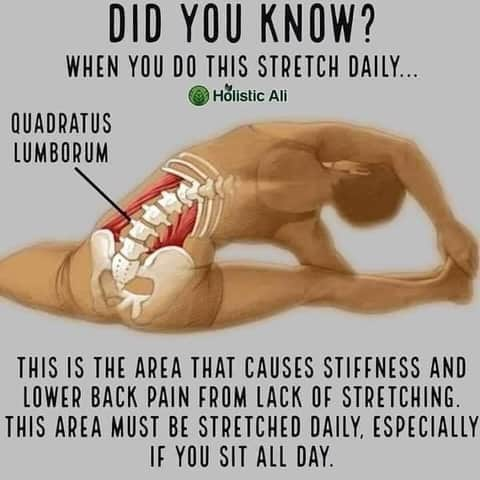 DID YOU KNOW?
WHEN YOU DO THIS STRETCH DAILY...
Holistic Ali
QUADRATUS
LUMBORUM
THIS IS THE AREA THAT CAUSES STIFFNESS AND
LOWER BACK PAIN FROM LACK OF STRETCHING.
THIS AREA MUST BE STRETCHED DAILY, ESPECIALLY
IF YOU SIT ALL DAY.